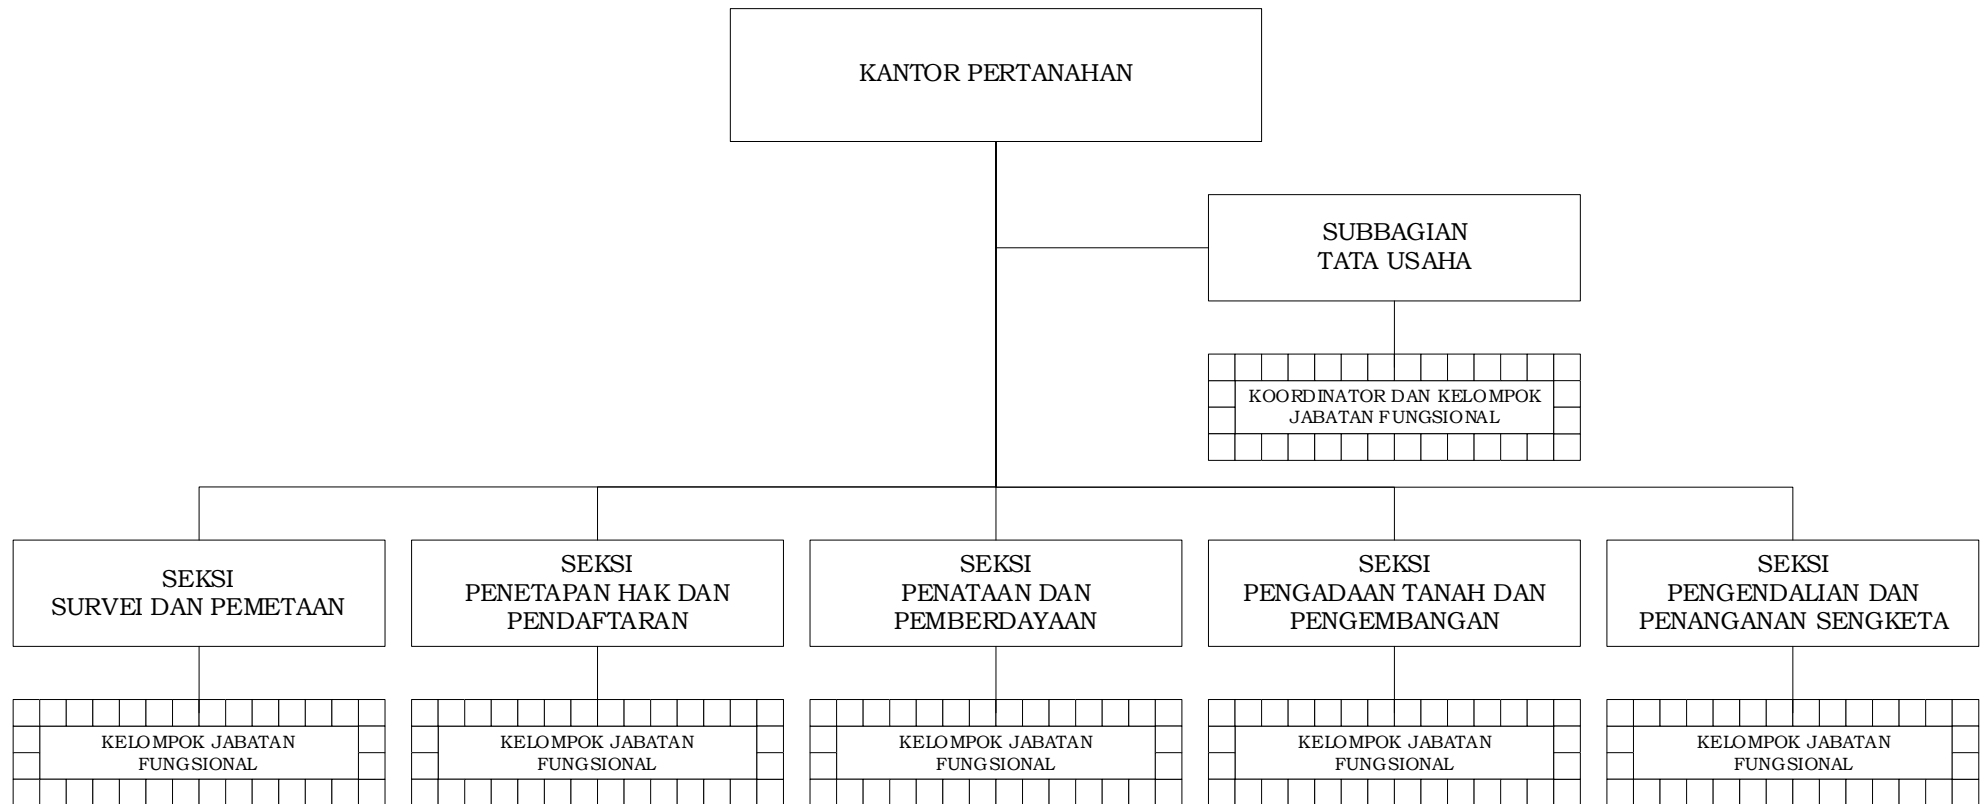 KANTOR PERTANAHAN
SUBBAGIAN
TATA USAHA
KOORDINATOR DAN KELOMPOK
JABATAN FUNGSIONAL
SEKSI
SURVEI DAN PEMETAAN
SEKSI
PENETAPAN HAK DAN
PENDAFTARAN
SEKSI
PENATAAN DAN
PEMBERDAYAAN
SEKSI
PENGADAAN TANAH DAN
PENGEMBANGAN
SEKSI
PENGENDALIAN DAN
PENANGANAN SENGKETA
KELOMPOK JABATAN
FUNGSIONAL
KELOMPOK JABATAN
FUNGSIONAL
KELOMPOK JABATAN
FUNGSIONAL
KELOMPOK JABATAN
FUNGSIONAL
KELOMPOK JABATAN
FUNGSIONAL